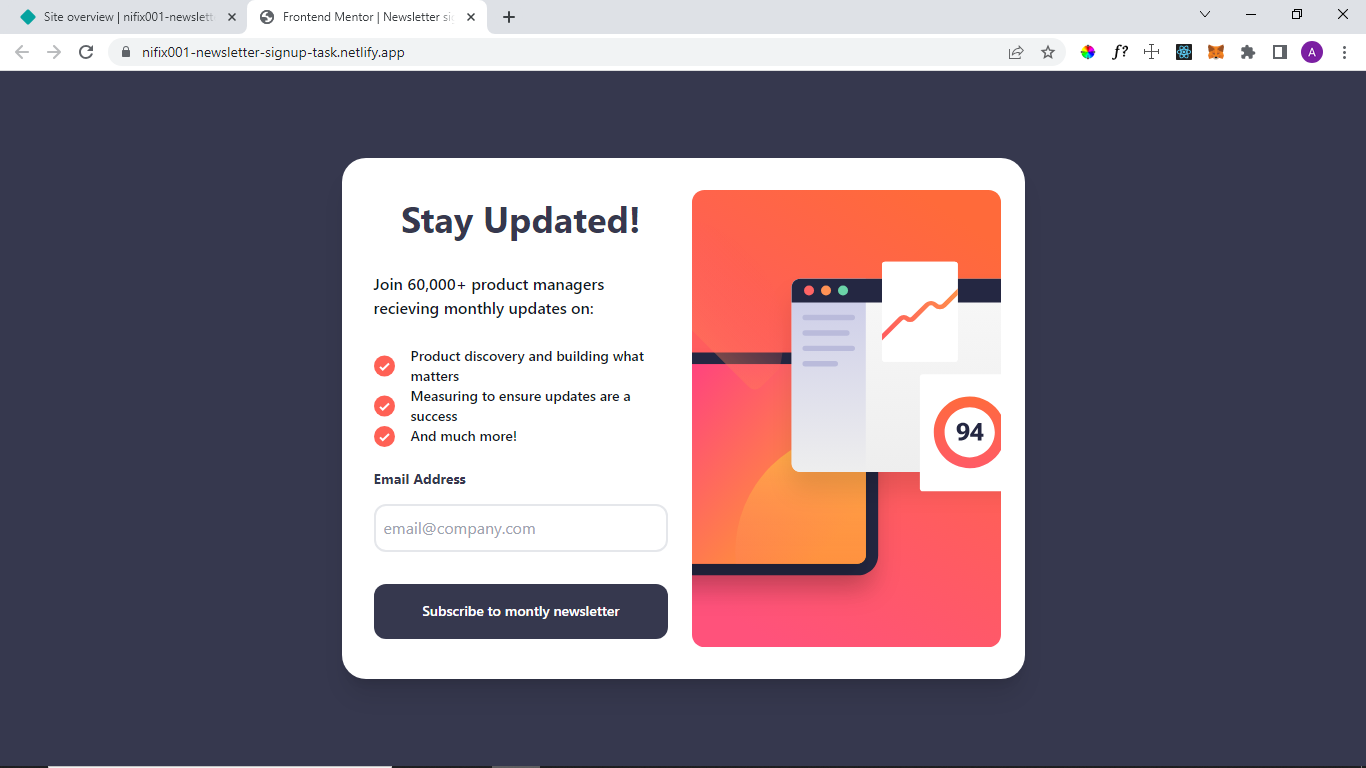 Site overview | nifix001-newslett
Frontend Mentor | Newsletter si
nifix001-newsletter-signup-task.netlify.app
f?
A
Stay Updated!
Join 60,000+ product managers
recieving monthly updates on:
Product discovery and building what
matters
Measuring to ensure updates are a
success
And much more!
Email Address
email@company.com
Subscribe to montly newsletter
94